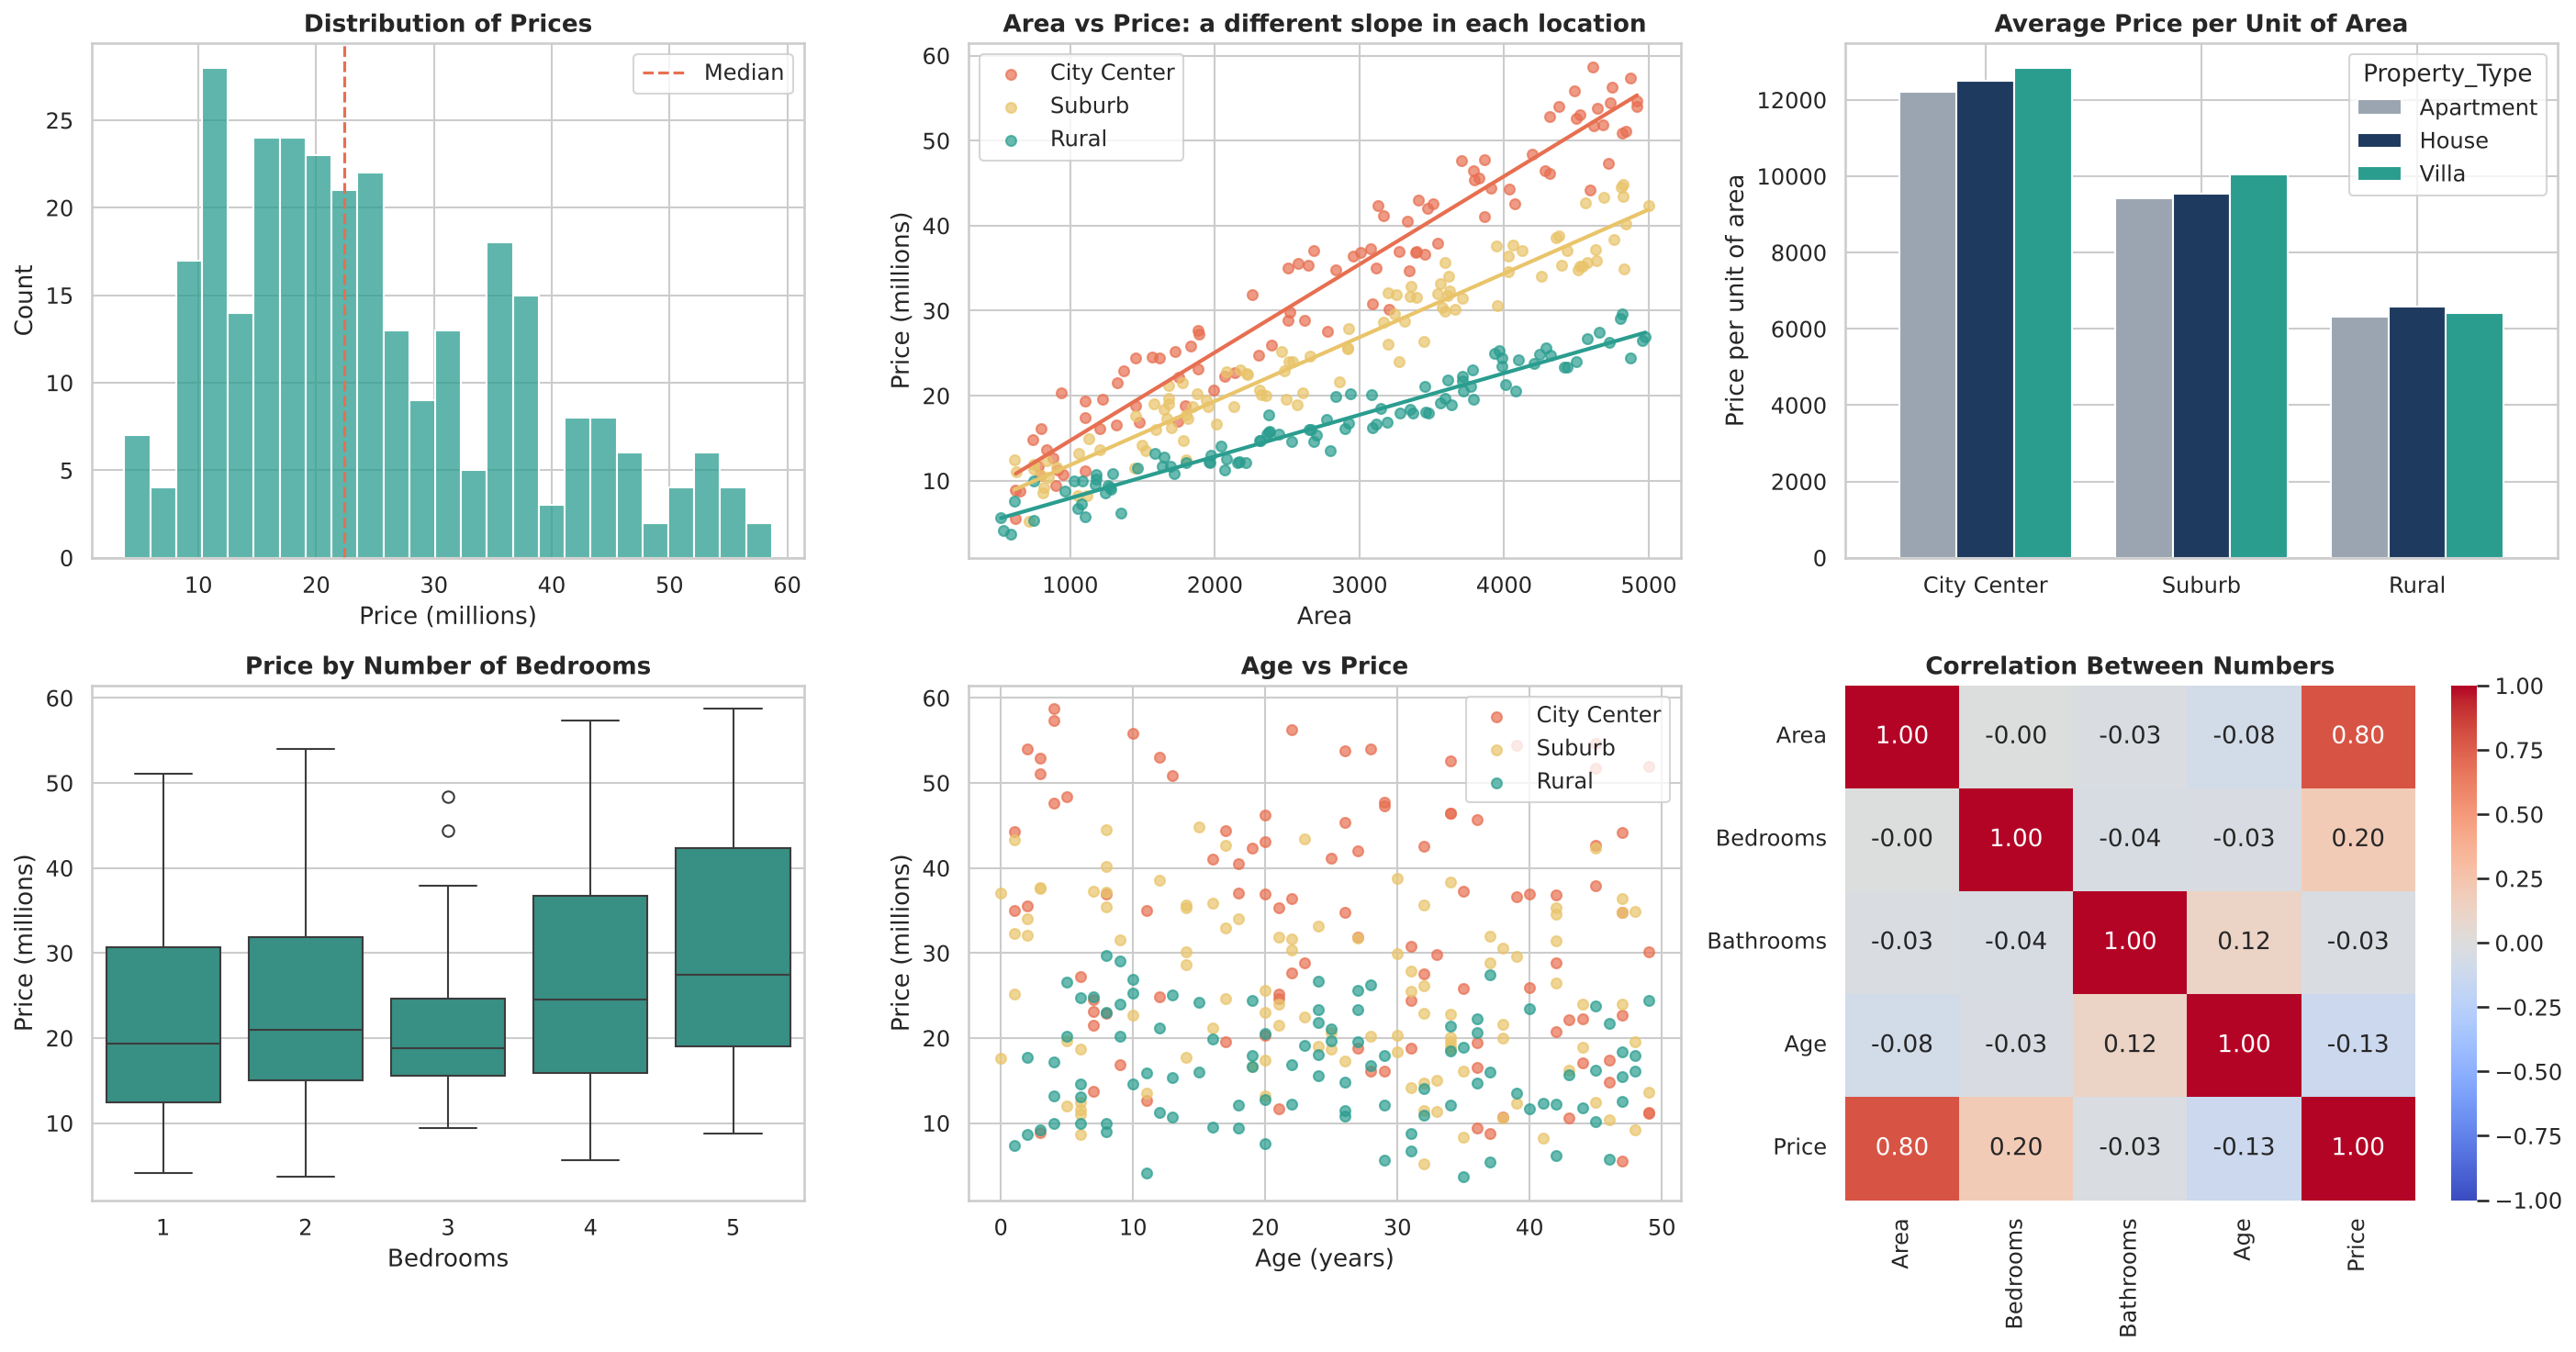 Distribution of Prices
Median
25
20
15
10
5
0
Count
10 20 30 40 50 60
Price (millions)
Area vs Price: a different slope in each location
City Center
Suburb
Rural
60
50
40
30
20
10
Price (millions)
1000 2000 3000 4000 5000
Area
Average Price per Unit of Area
Property_Type
Apartment
House
Villa
12000
10000
8000
6000
4000
2000
0
Price per unit of area
City Center Suburb Rural
Price by Number of Bedrooms
60
50
40
30
20
10
Price (millions)
1 2 3 4 5
Bedrooms
Age vs Price
City Center
Suburb
Rural
60
50
40
30
20
10
Price (millions)
0 10 20 30 40 50
Age (years)
Correlation Between Numbers
Area 1.00 -0.00 -0.03 -0.08 0.80
Bedrooms -0.00 1.00 -0.04 -0.03 0.20
Bathrooms -0.03 -0.04 1.00 0.12 -0.03
Age -0.08 -0.03 0.12 1.00 -0.13
Price 0.80 0.20 -0.03 -0.13 1.00
Area Bedrooms Bathrooms Age Price
1.00
0.75
0.50
0.25
0.00
−0.25
−0.50
−0.75
−1.00